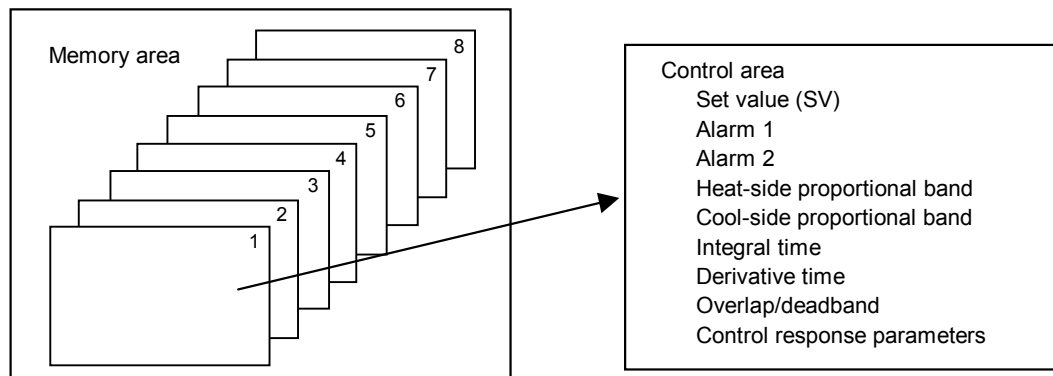 Memory area
8
7
6
5
4
3
2
1
Control area
Set value (SV)
Alarm 1
Alarm 2
Heat-side proportional band
Cool-side proportional band
Integral time
Derivative time
Overlap/deadband
Control response parameters